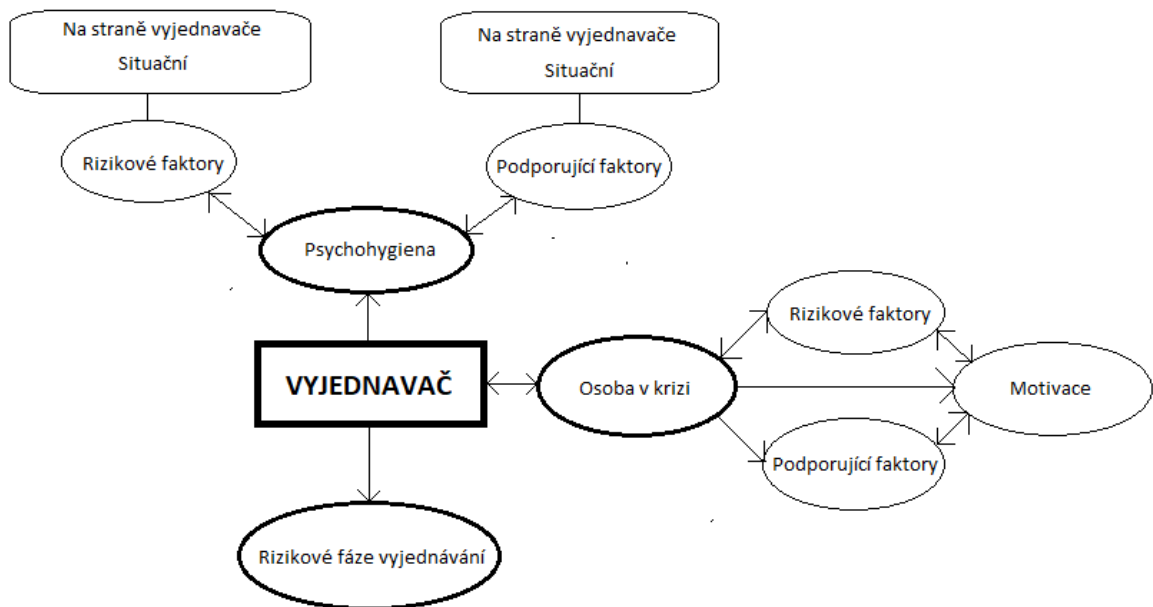 Na straně vyjednavače
Situační
Na straně vyjednavače
Situační
Rizikové faktory
Podporující faktory
Psychohygiena
Rizikové faktory
VYJEDNAVAČ
Osoba v krizi
Motivace
Podporující faktory
Rizikové fáze vyjednávání